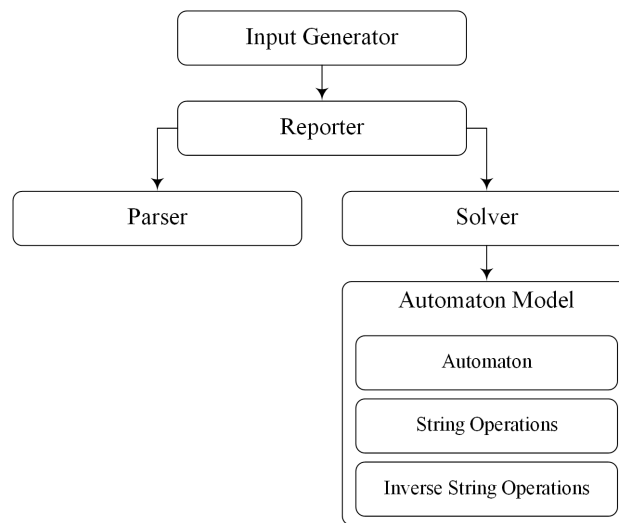 Input Generator
Reporter
Parser
Solver
Automaton Model
Automaton
String Operations
Inverse String Operations